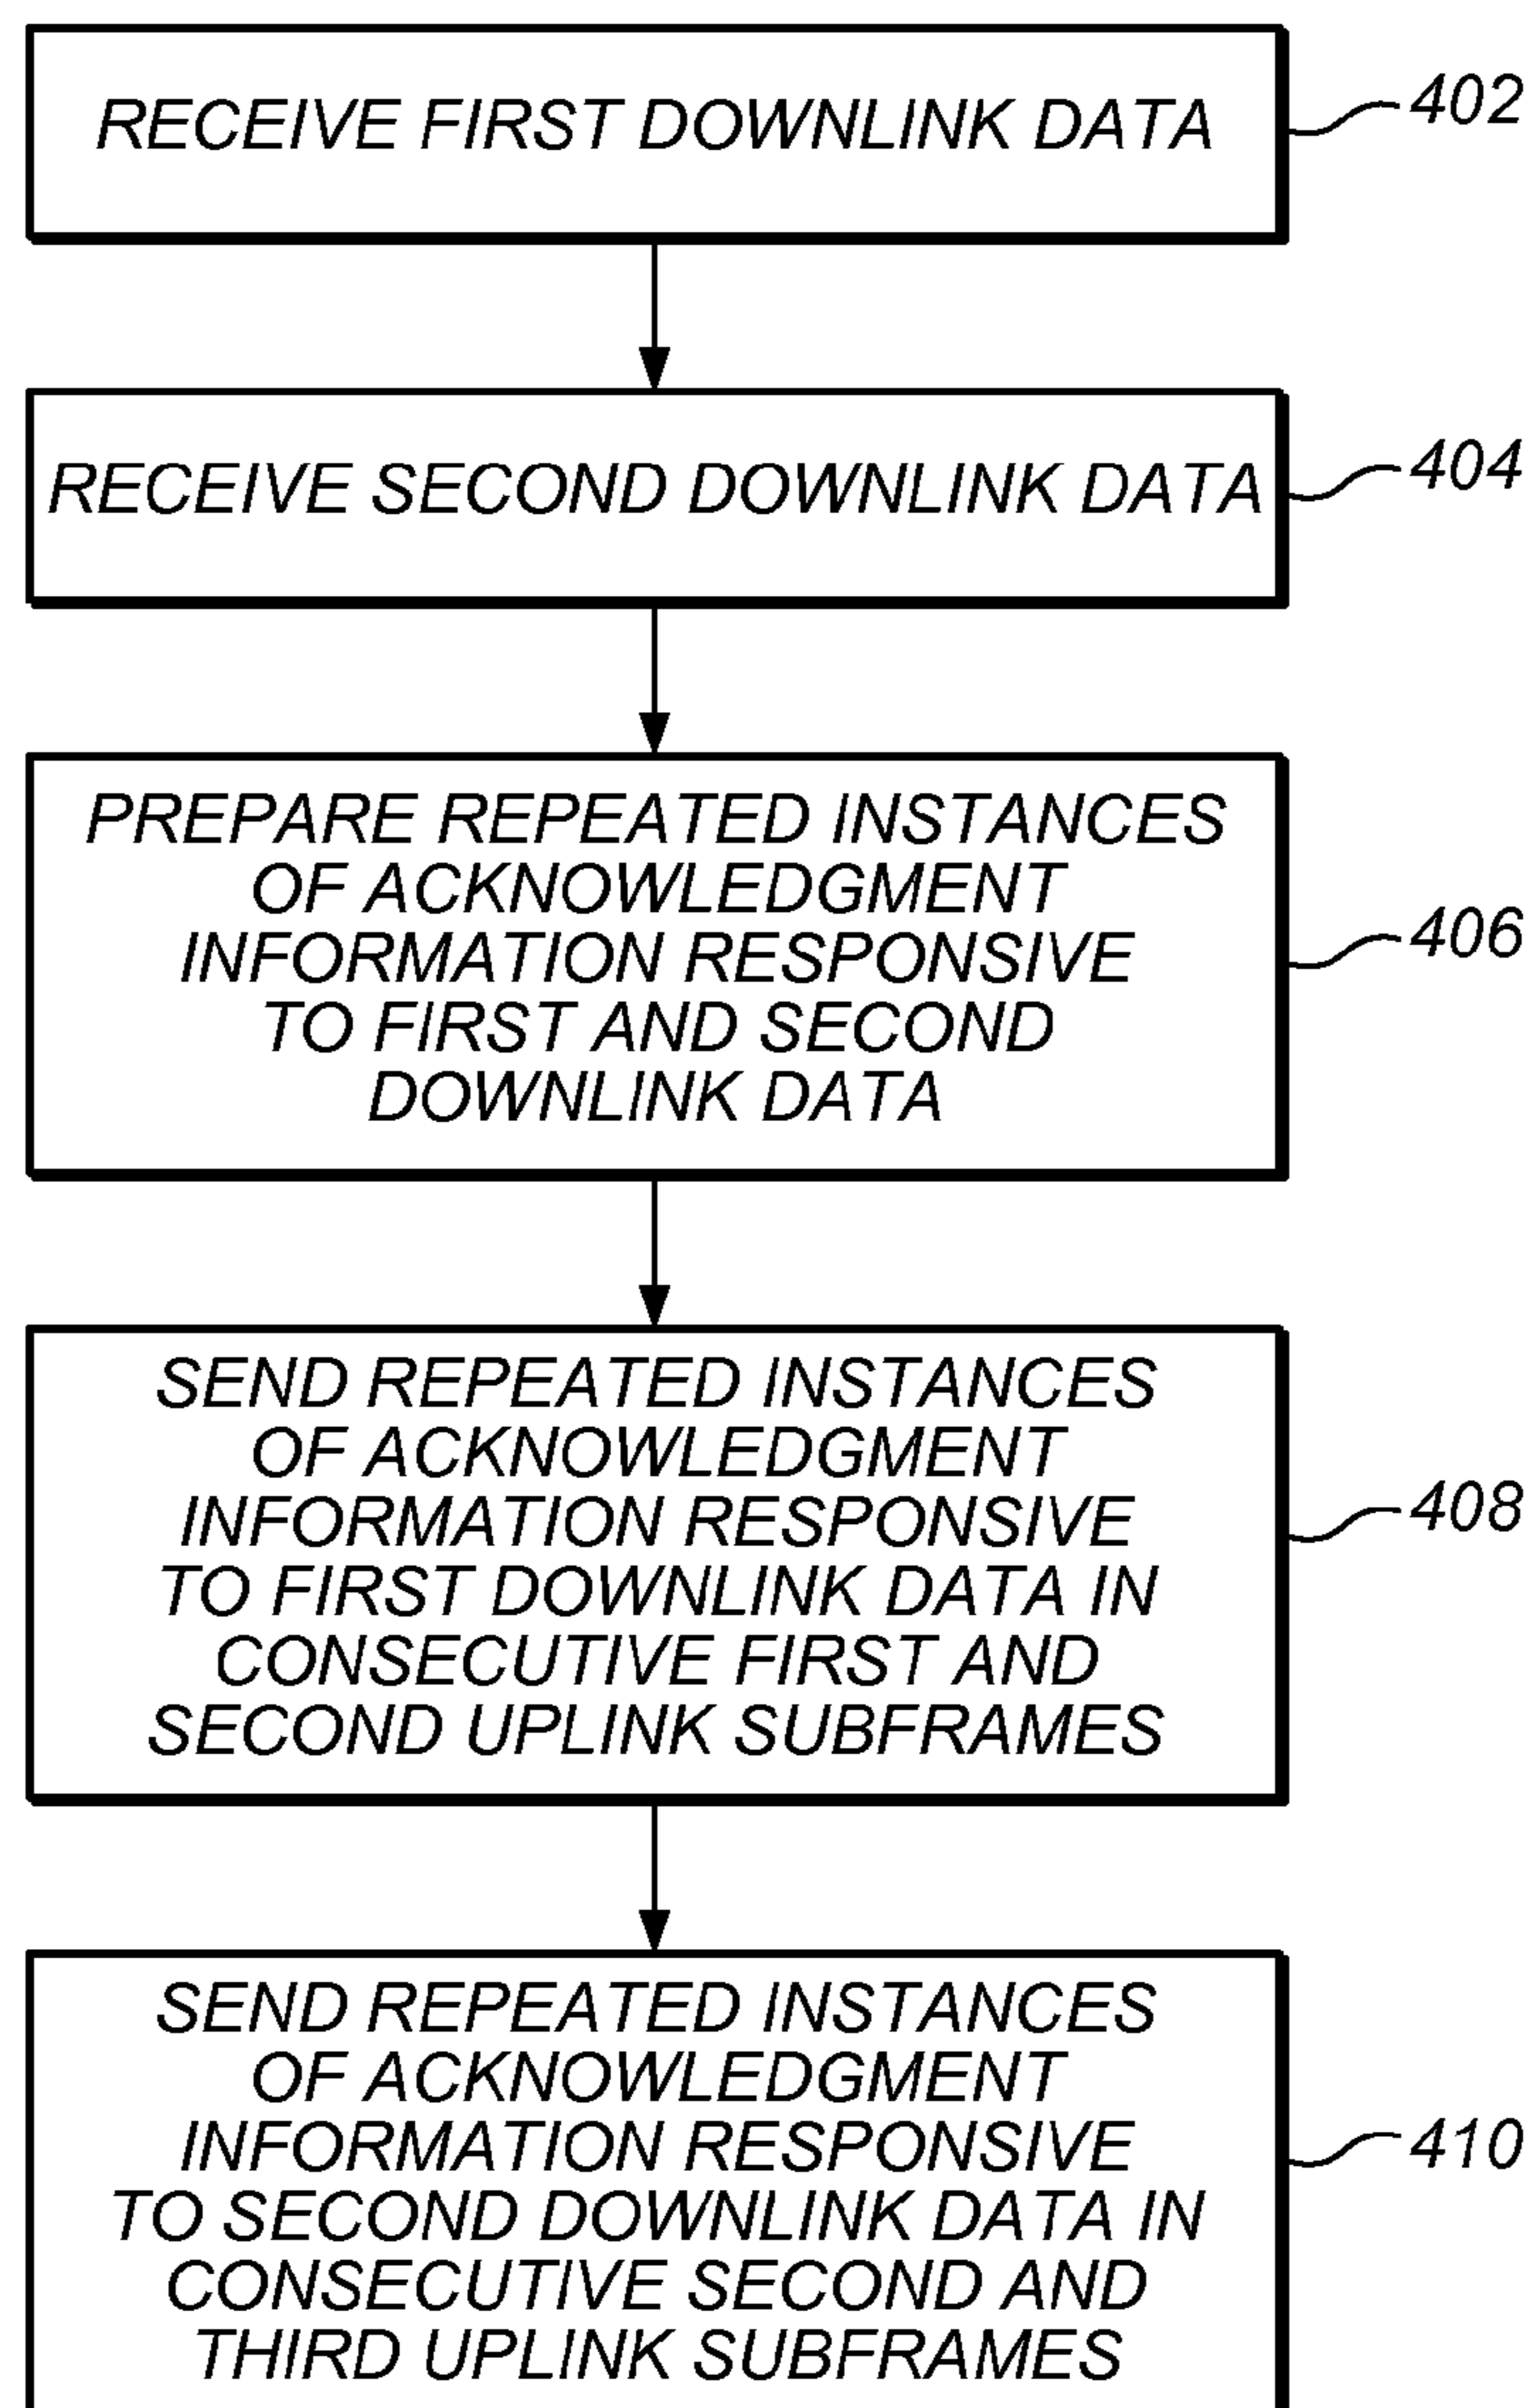 RECEIVE FIRST DOWNLINK DATA
402
RECEIVE SECOND DOWNLINK DATA
404
PREPARE REPEATED INSTANCES
OF ACKNOWLEDGMENT
INFORMATION RESPONSIVE
TO FIRST AND SECOND
DOWNLINK DATA
406
SEND REPEATED INSTANCES
OF ACKNOWLEDGMENT
INFORMATION RESPONSIVE
TO FIRST DOWNLINK DATA IN
CONSECUTIVE FIRST AND
SECOND UPLINK SUBFRAMES
408
SEND REPEATED INSTANCES
OF ACKNOWLEDGMENT
INFORMATION RESPONSIVE
TO SECOND DOWNLINK DATA IN
CONSECUTIVE SECOND AND
THIRD UPLINK SUBFRAMES
410